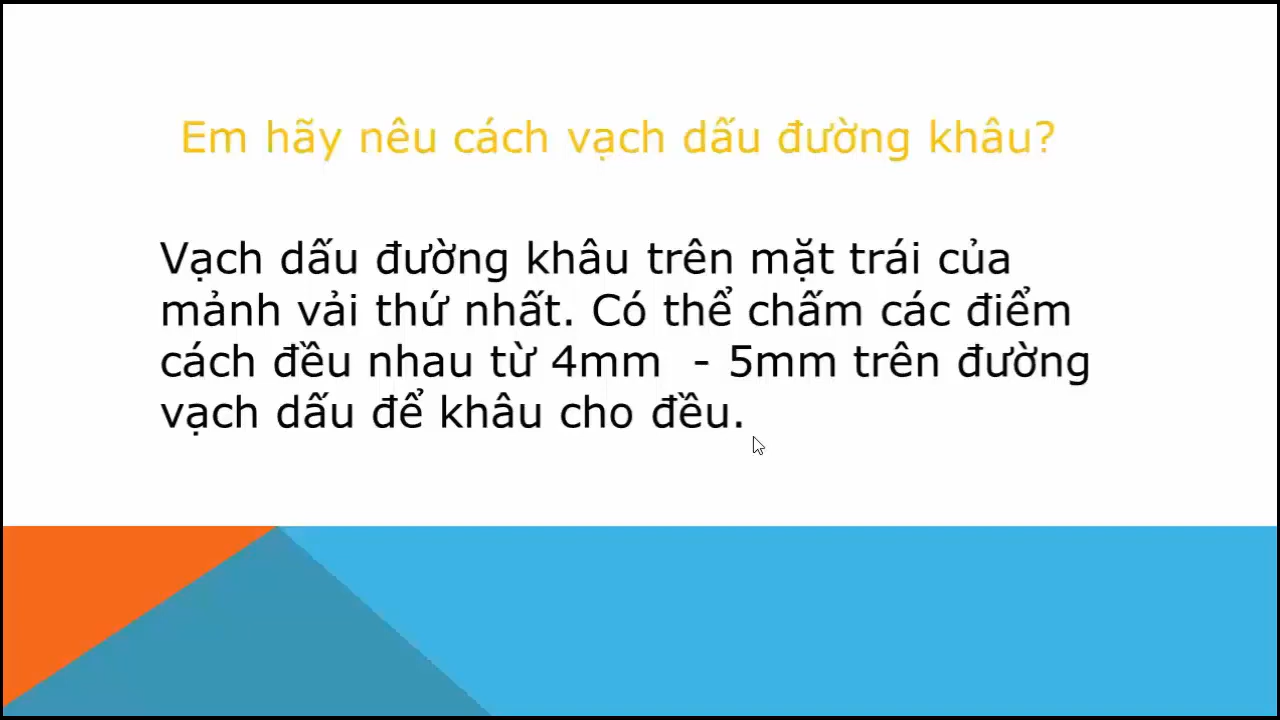 Em hãy nêu cách vạch dấu đường khâu?
Vạch dấu đường khâu trên mặt trái của
mảnh vải thứ nhất. Có thể chấm các điểm
cách đều nhau từ 4mm - 5mm trên đường
vạch dấu để khâu cho đều.